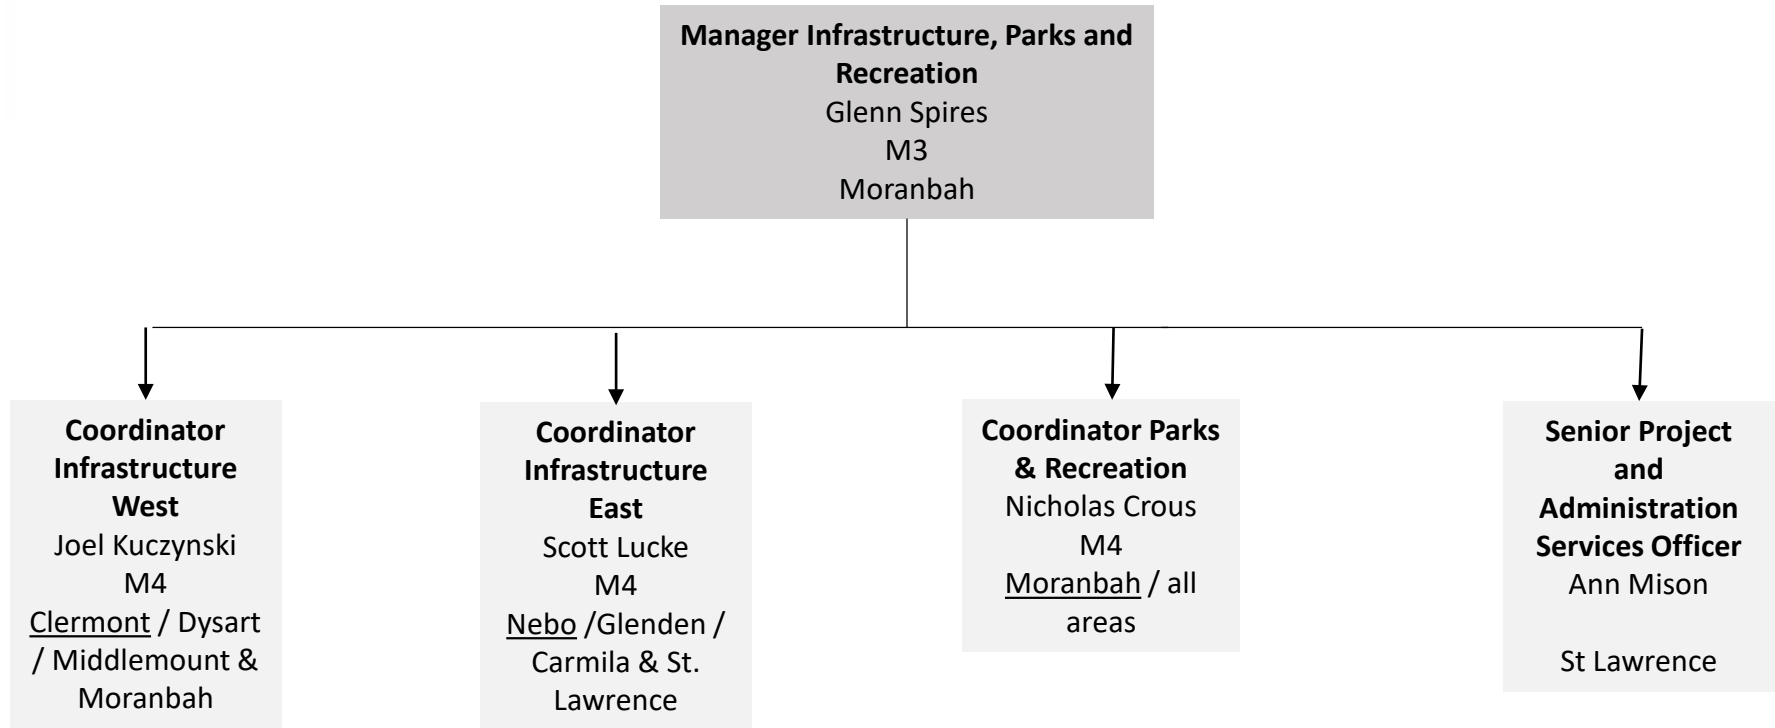 Manager Infrastructure, Parks and
Recreation
Glenn Spires
M3
Moranbah
Coordinator
Infrastructure
West
Joel Kuczynski
M4
Clermont / Dysart
/ Middlemount &
Moranbah
Coordinator
Infrastructure
East
Scott Lucke
M4
Nebo /Glenden /
Carmila & St.
Lawrence
Coordinator Parks
& Recreation
Nicholas Crous
M4
Moranbah / all
areas
Senior Project
and
Administration
Services Officer
Ann Mison
St Lawrence